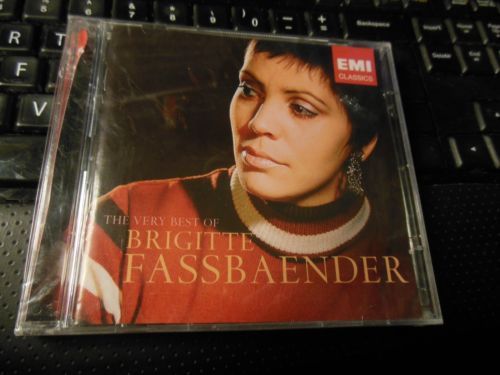 EMI
CLASSICS
THE VERY BEST OF
BRIGITTE
FASSBAENDER
Backspace
R
F
V